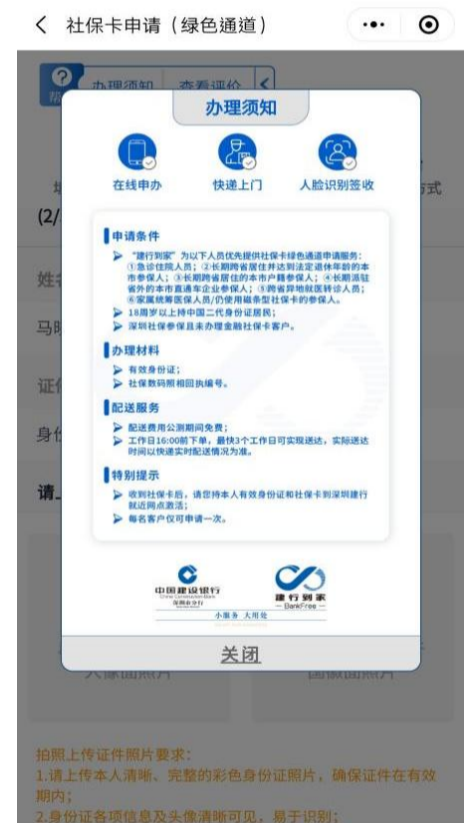 社保卡申请（绿色通道）
办理须知 查看评价
办理须知
在线申办 快递上门 人脸识别签收
(2/
申请条件
“建行到家”为以下人员优先提供社保卡绿色通道申请服务：
①急诊住院人员；②长期跨省居住并达到法定退休年龄的本
市参保人；③长期跨省居住的本市户籍参保人；④长期派驻
省外的本市直通车企业参保人；⑤跨省异地就医转诊人员；
⑥家属统筹医保人员/仍使用磁条型社保卡的参保人。
18周岁以上持中国二代身份证居民；
深圳社保参保且未办理金融社保卡客户。
办理材料
有效身份证；
社保数码照相回执编号。
配送服务
配送费用公测期间免费；
工作日16:00前下单，最快3个工作日可实现送达，实际送达
时间以快递实时配送情况为准。
特别提示
收到社保卡后，请您持本人有效身份证和社保卡到深圳建行
就近网点激活；
每名客户仅可申请一次。
中国建设银行
China Construction Bank
深圳市分行
建行到家
BankFree
小服务 大用处
关闭
人像面照片 国徽面照片
拍照上传证件照片要求：
1.请上传本人清晰、完整的彩色身份证照片，确保证件在有效
期内；
2.身份证各项信息及头像清晰可见，易于识别；